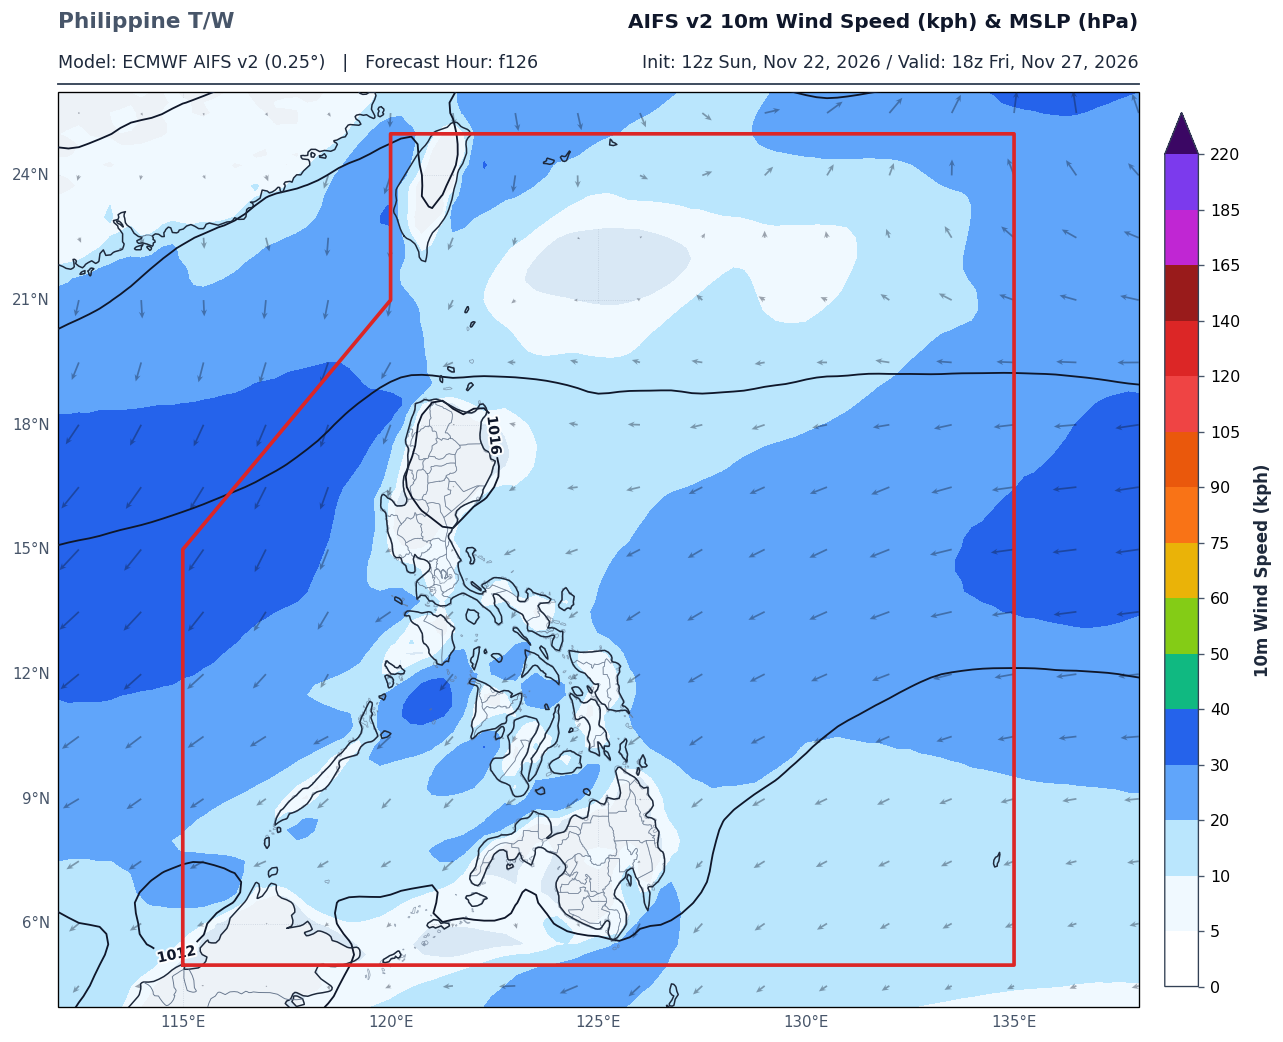 Philippine T/W
AIFS v2 10m Wind Speed (kph) & MSLP (hPa)
Model: ECMWF AIFS v2 (0.25°) | Forecast Hour: f126
Init: 12z Sun, Nov 22, 2026 / Valid: 18z Fri, Nov 27, 2026
24°N
21°N
18°N
15°N
12°N
9°N
6°N
1016
1012
115°E
120°E
125°E
130°E
135°E
220
185
165
140
120
105
90
75
60
50
40
30
20
10
5
0
10m Wind Speed (kph)